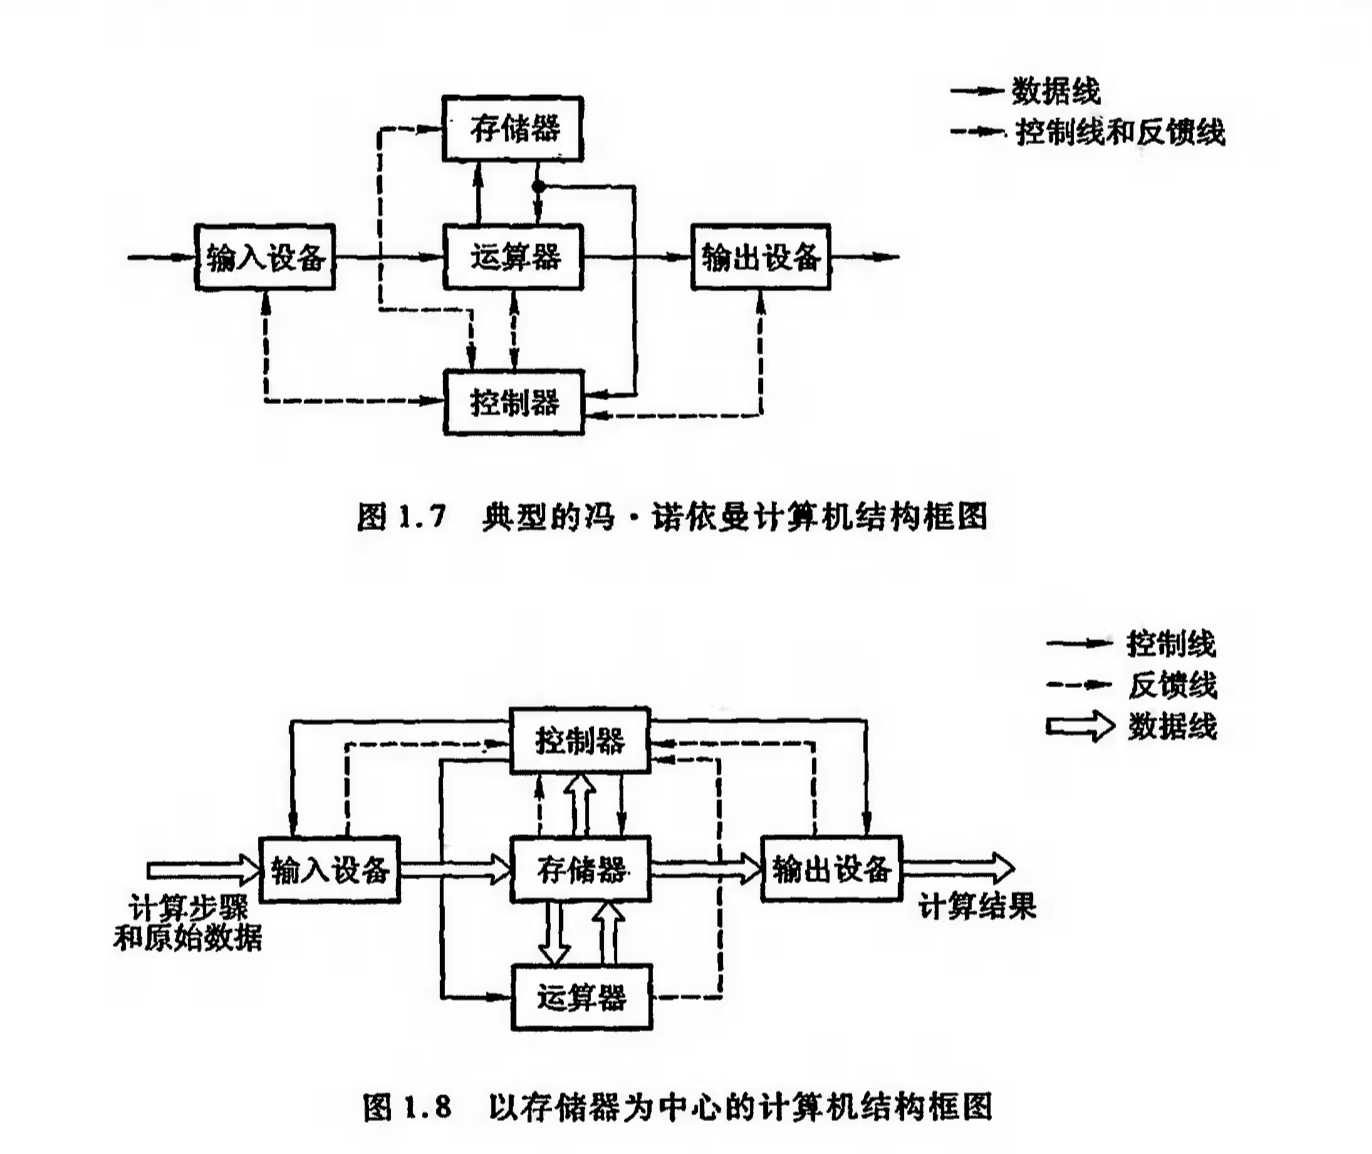 存储器
数据线
控制线和反馈线
输入设备
运算器
输出设备
控制器
图 1.7 典型的冯·诺依曼计算机结构框图
控制线
反馈线
数据线
控制器
输入设备
存储器
输出设备
计算步骤
和原始数据
计算结果
运算器
图 1.8 以存储器为中心的计算机结构框图